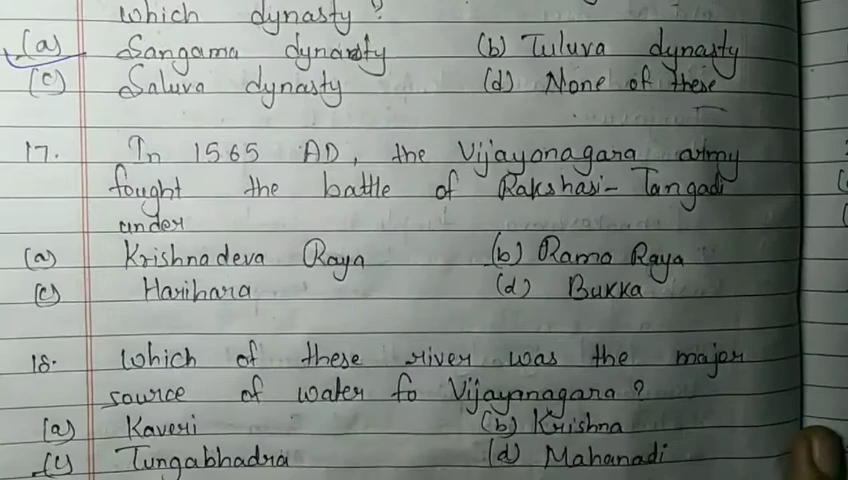 which dynasty?
(a) Sangama dynasty (b) Tuluva dynasty
(c) Saluva dynasty (d) None of these
17. In 1565 AD, the Vijayanagara army
fought the battle of Rakshasi-Tangadi
under
(a) Krishnadeva Raya (b) Rama Raya
(c) Harihara (d) Bukka
18. Which of these river was the major
source of water fo Vijayanagara?
(a) Kaveri (b) Krishna
(c) Tungabhadra (d) Mahanadi